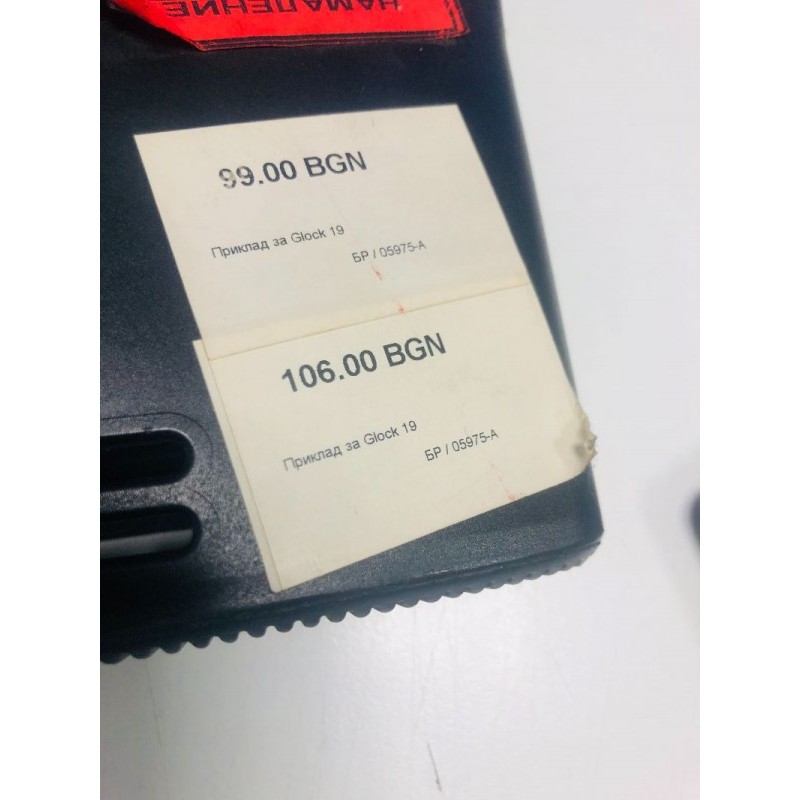 НАМАЛЕНИЕ
99.00 BGN
Приклад за Glock 19
БР / 05975-А
106.00 BGN
Приклад за Glock 19
БР / 05975-А